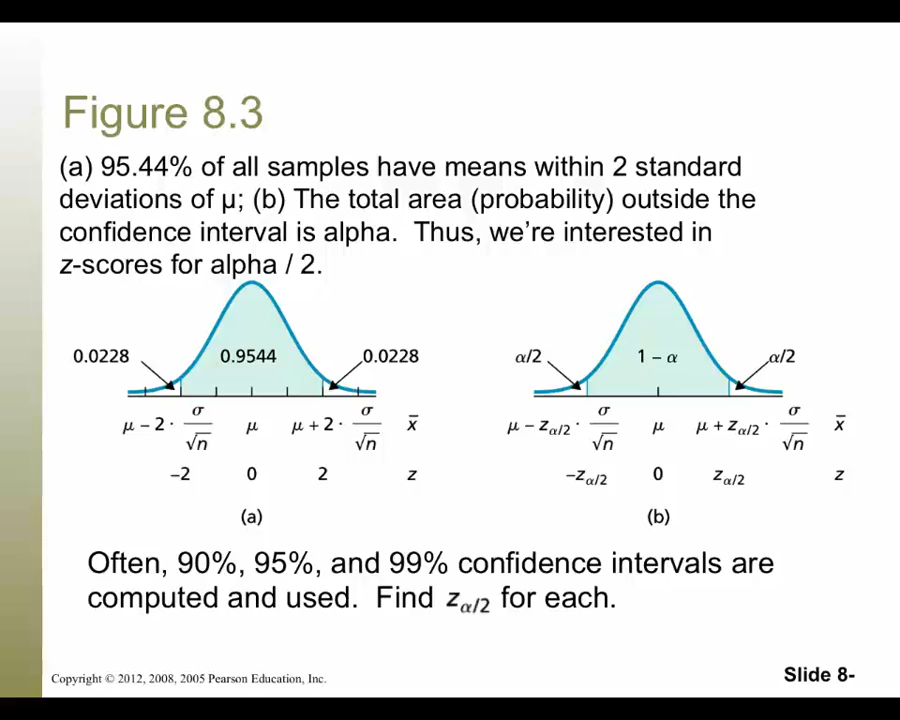 Figure 8.3
(a) 95.44% of all samples have means within 2 standard
deviations of μ; (b) The total area (probability) outside the
confidence interval is alpha.  Thus, we’re interested in
z-scores for alpha / 2.
0.0228 0.9544 0.0228
μ − 2 · σ/√n μ μ + 2 · σ/√n x̄
−2 0 2 z
(a)
α/2 1 − α α/2
μ − zα/2 · σ/√n μ μ + zα/2 · σ/√n x̄
−zα/2 0 zα/2 z
(b)
Often, 90%, 95%, and 99% confidence intervals are
computed and used.  Find zα/2 for each.
Copyright © 2012, 2008, 2005 Pearson Education, Inc.
Slide 8-